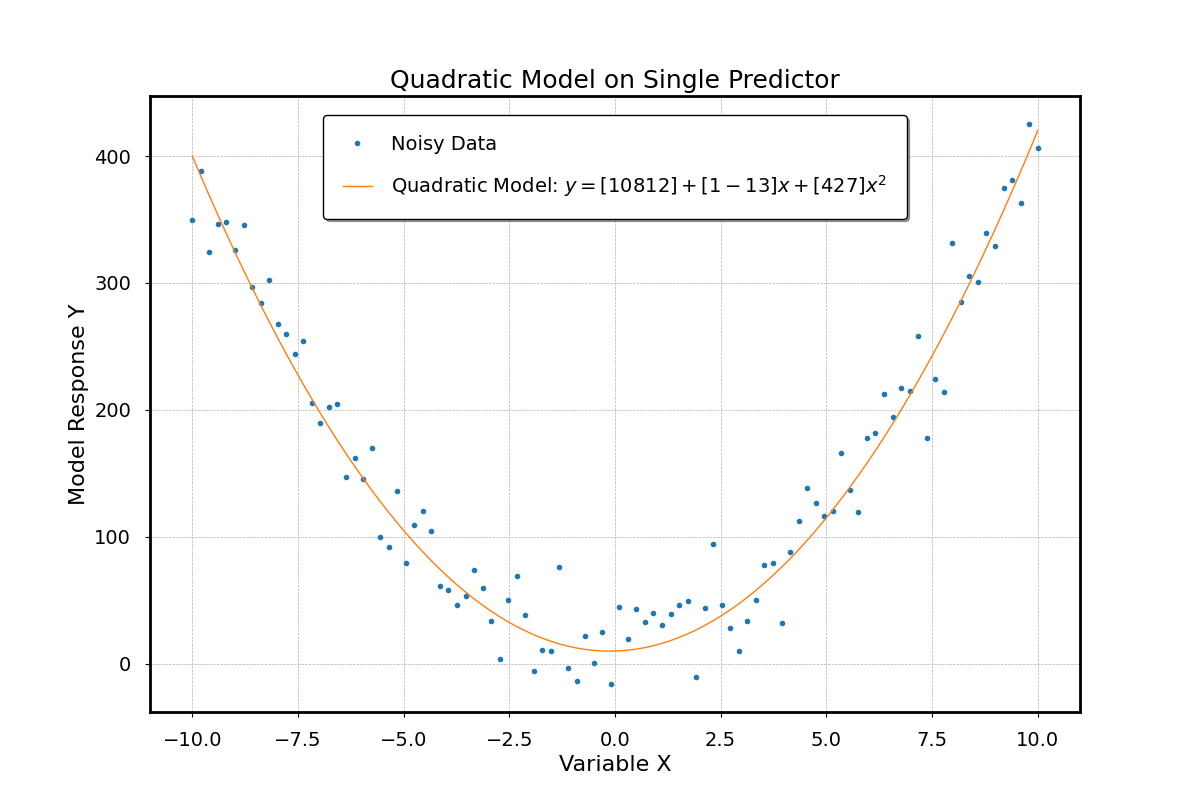 Quadratic Model on Single Predictor
Noisy Data
Quadratic Model: y = [10812] + [1 − 13]x + [427]x²
Model Response Y
400
300
200
100
0
−10.0 −7.5 −5.0 −2.5 0.0 2.5 5.0 7.5 10.0
Variable X